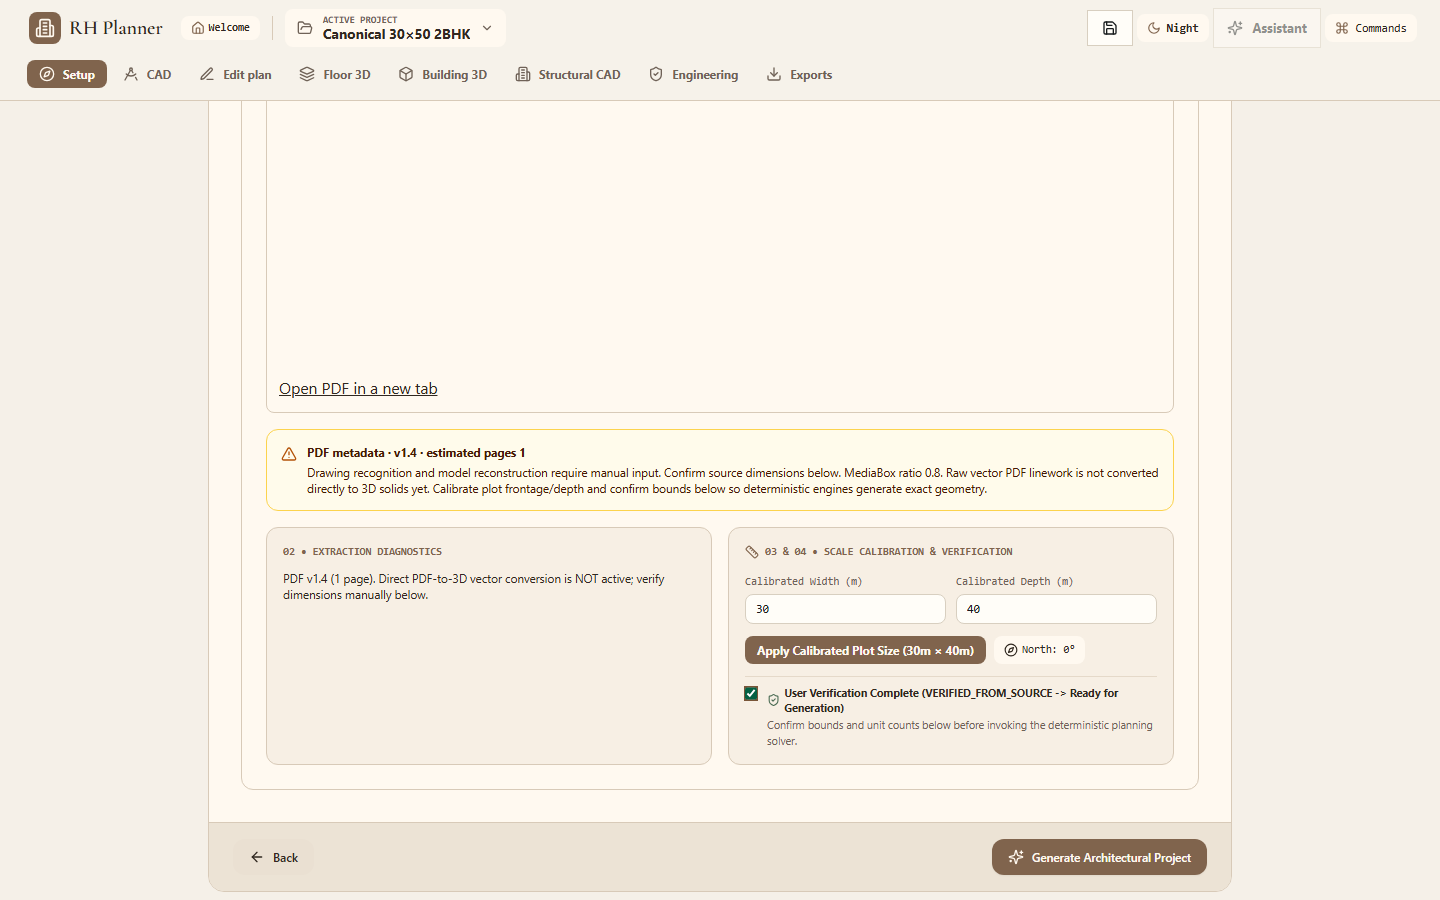 RH Planner
Welcome
ACTIVE PROJECT
Canonical 30×50 2BHK
Night
Assistant
Commands
Setup
CAD
Edit plan
Floor 3D
Building 3D
Structural CAD
Engineering
Exports
Open PDF in a new tab
PDF metadata · v1.4 · estimated pages 1
Drawing recognition and model reconstruction require manual input. Confirm source dimensions below. MediaBox ratio 0.8. Raw vector PDF linework is not converted
directly to 3D solids yet. Calibrate plot frontage/depth and confirm bounds below so deterministic engines generate exact geometry.
02 • EXTRACTION DIAGNOSTICS
PDF v1.4 (1 page). Direct PDF-to-3D vector conversion is NOT active; verify
dimensions manually below.
03 & 04 • SCALE CALIBRATION & VERIFICATION
Calibrated Width (m)
Calibrated Depth (m)
30
40
Apply Calibrated Plot Size (30m × 40m)
North: 0°
User Verification Complete (VERIFIED_FROM_SOURCE -> Ready for
Generation)
Confirm bounds and unit counts below before invoking the deterministic planning
solver.
Back
Generate Architectural Project